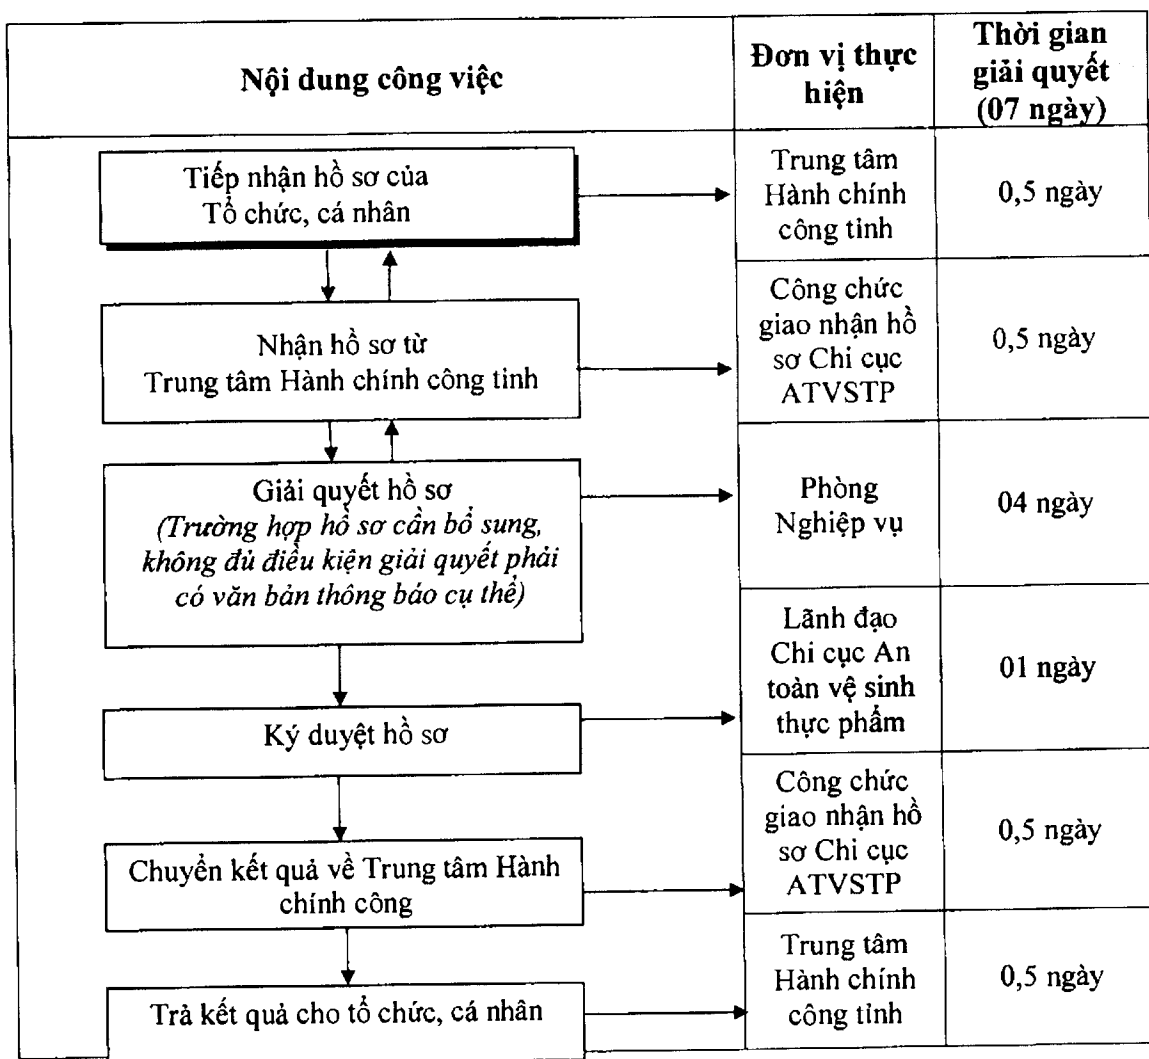 Nội dung công việc
Đơn vị thực
hiện
Thời gian
giải quyết
(07 ngày)
Tiếp nhận hồ sơ của
Tổ chức, cá nhân
Trung tâm
Hành chính
công tỉnh
0,5 ngày
Nhận hồ sơ từ
Trung tâm Hành chính công tỉnh
Công chức
giao nhận hồ
sơ Chi cục
ATVSTP
0,5 ngày
Giải quyết hồ sơ
(Trường hợp hồ sơ cần bổ sung,
không đủ điều kiện giải quyết phải
có văn bản thông báo cụ thể)
Phòng
Nghiệp vụ
04 ngày
Ký duyệt hồ sơ
Lãnh đạo
Chi cục An
toàn vệ sinh
thực phẩm
01 ngày
Chuyển kết quả về Trung tâm Hành
chính công
Công chức
giao nhận hồ
sơ Chi cục
ATVSTP
0,5 ngày
Trả kết quả cho tổ chức, cá nhân
Trung tâm
Hành chính
công tỉnh
0,5 ngày